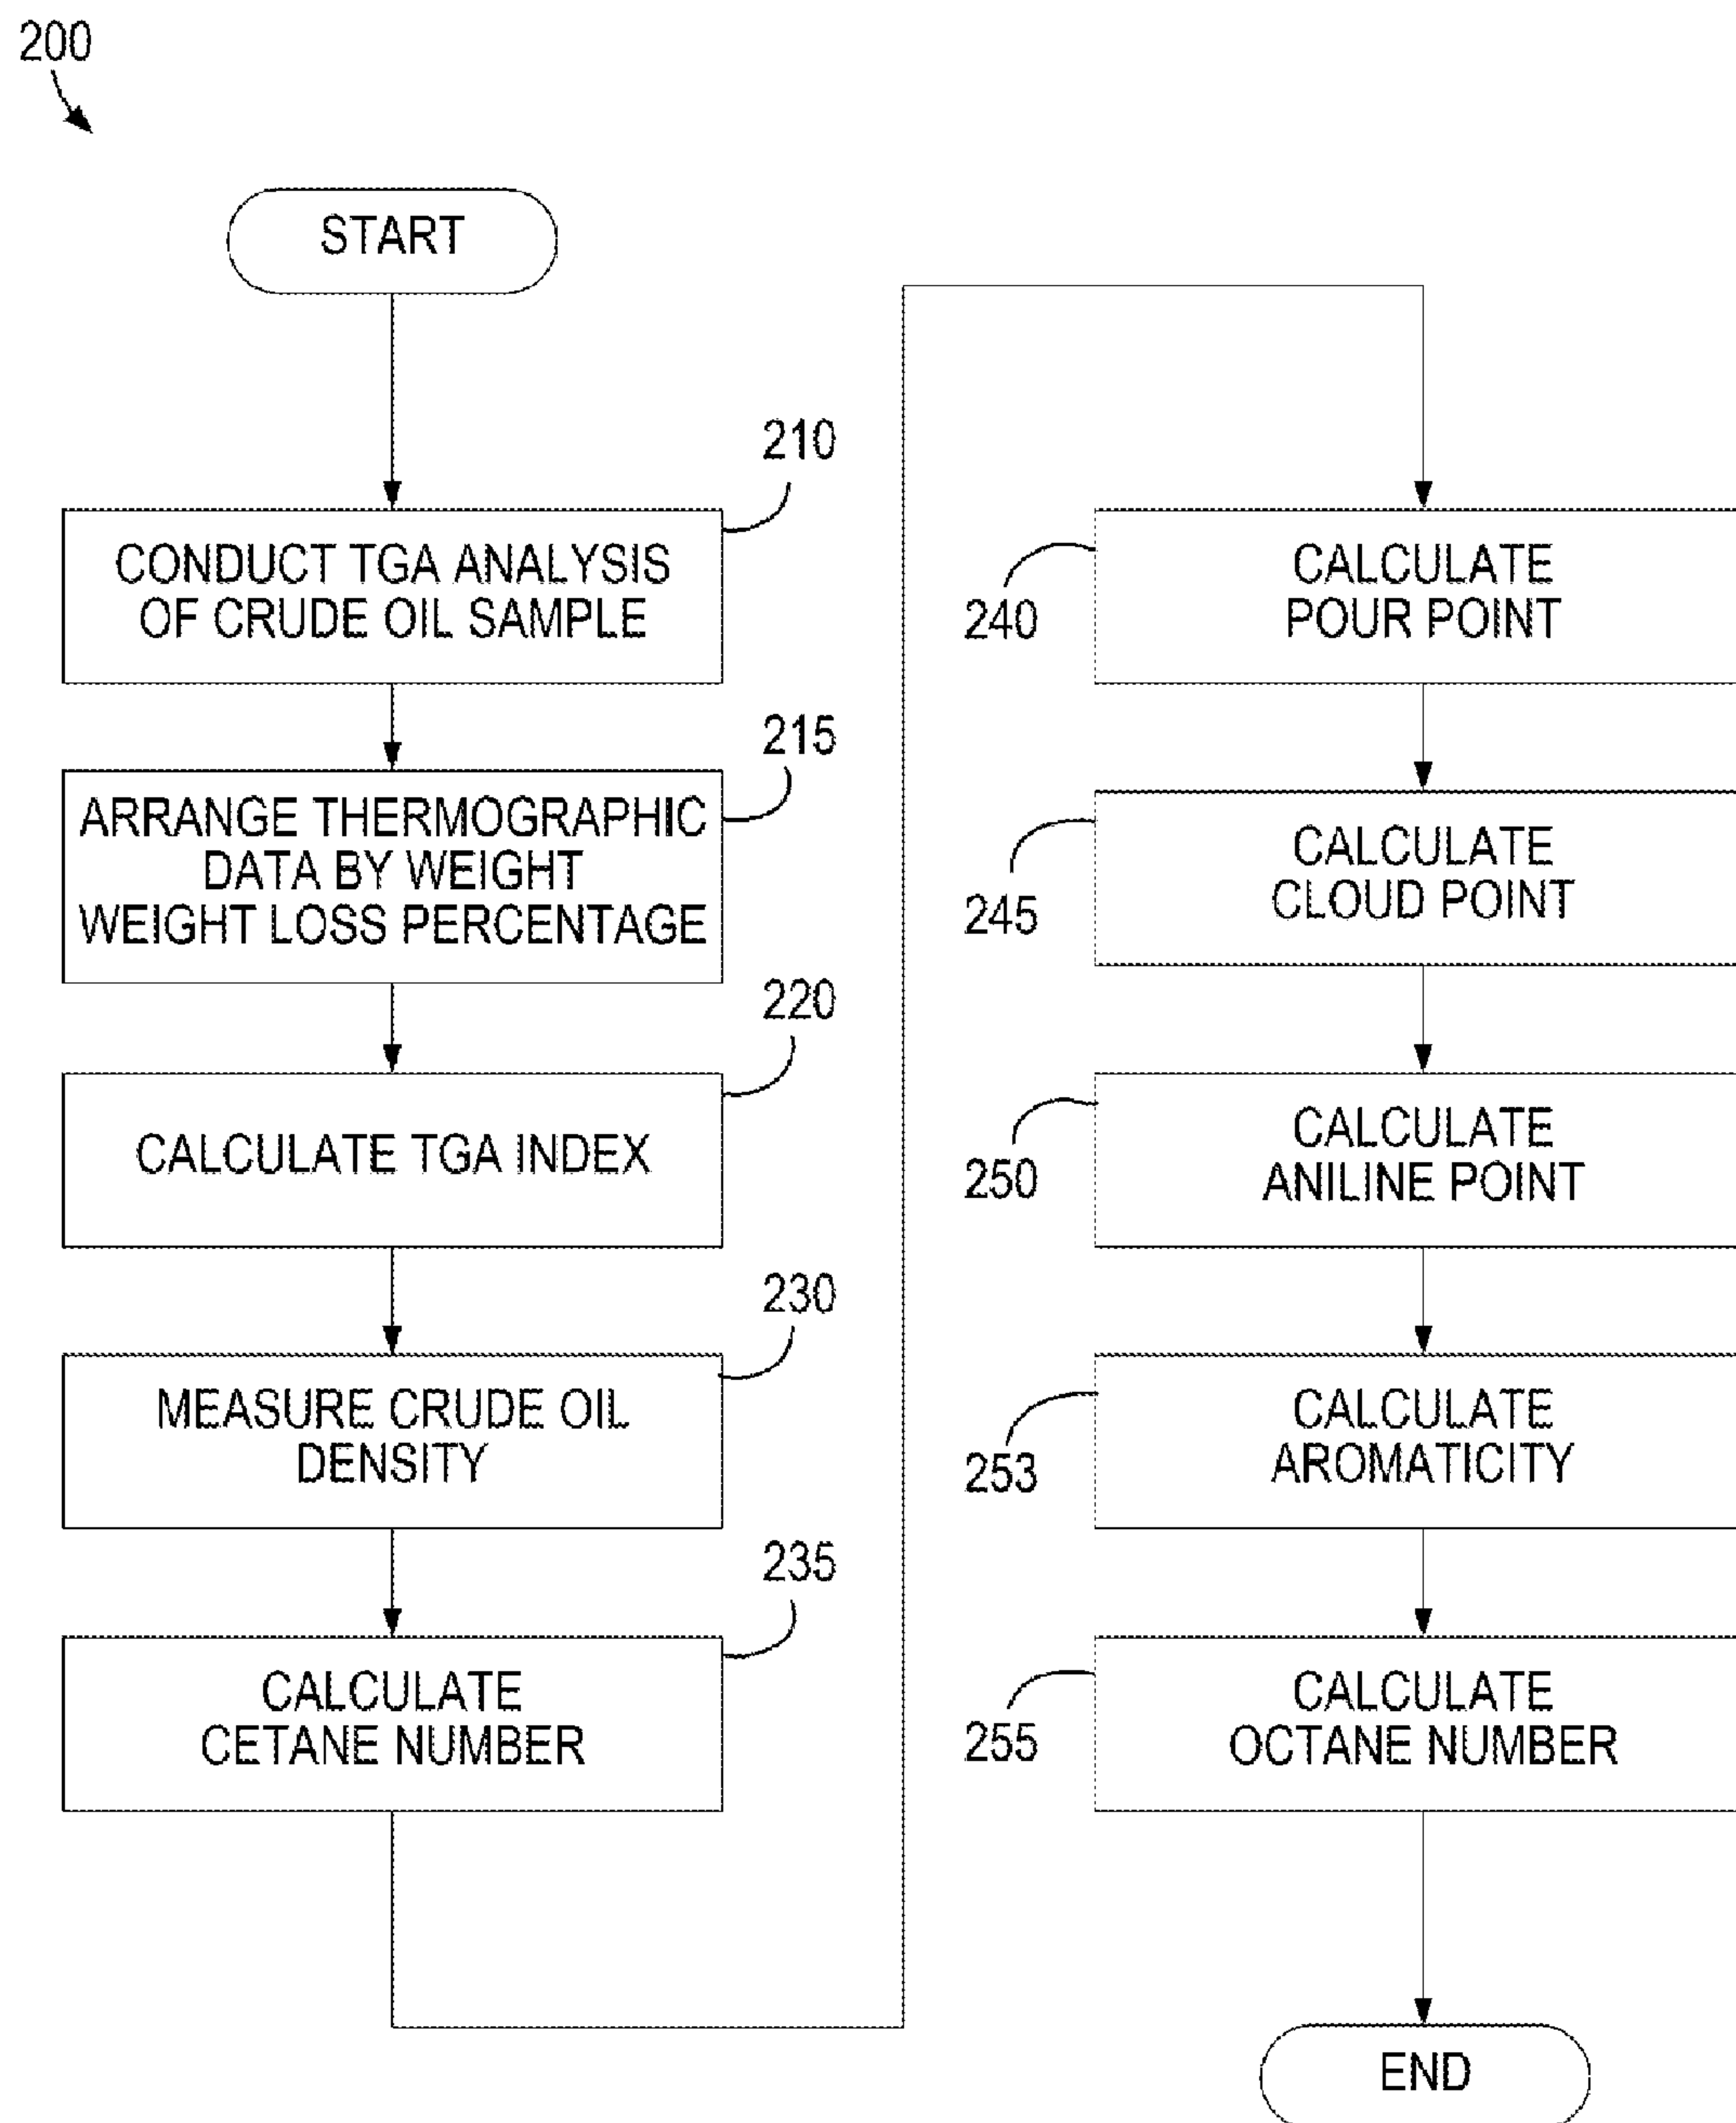 200
START
210
CONDUCT TGA ANALYSIS
OF CRUDE OIL SAMPLE
215
ARRANGE THERMOGRAPHIC
DATA BY WEIGHT
WEIGHT LOSS PERCENTAGE
220
CALCULATE TGA INDEX
230
MEASURE CRUDE OIL
DENSITY
235
CALCULATE
CETANE NUMBER
240
CALCULATE
POUR POINT
245
CALCULATE
CLOUD POINT
250
CALCULATE
ANILINE POINT
253
CALCULATE
AROMATICITY
255
CALCULATE
OCTANE NUMBER
END